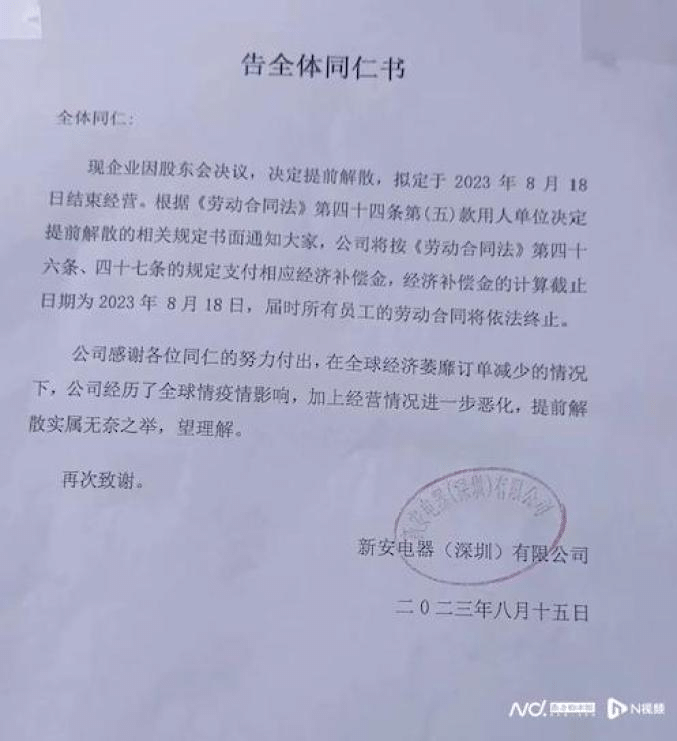 告全体同仁书
全体同仁:
现企业因股东会决议，决定提前解散，拟定于 2023 年 8 月 18
日结束经营。根据《劳动合同法》第四十四条第(五)款用人单位决定
提前解散的相关规定书面通知大家，公司将按《劳动合同法》第四十
六条、四十七条的规定支付相应经济补偿金，经济补偿金的计算截止
日期为 2023 年 8 月 18 日，届时所有员工的劳动合同将依法终止。
公司感谢各位同仁的努力付出，在全球经济萎靡订单减少的情况
下，公司经历了全球情疫情影响，加上经营情况进一步恶化，提前解
散实属无奈之举，望理解。
再次致谢。
新安电器(深圳)有限公司
新安电器（深圳）有限公司
二〇二三年八月十五日
N视频